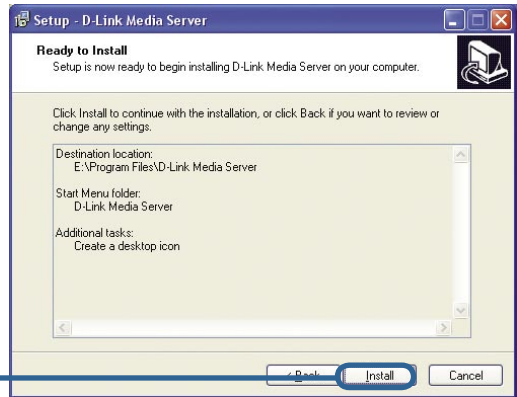 Setup - D-Link Media Server
Ready to Install
Setup is now ready to begin installing D-Link Media Server on your computer.
Click Install to continue with the installation, or click Back if you want to review or
change any settings.
Destination location:
E:\Program Files\D-Link Media Server
Start Menu folder:
D-Link Media Server
Additional tasks:
Create a desktop icon
< Back
Install
Cancel